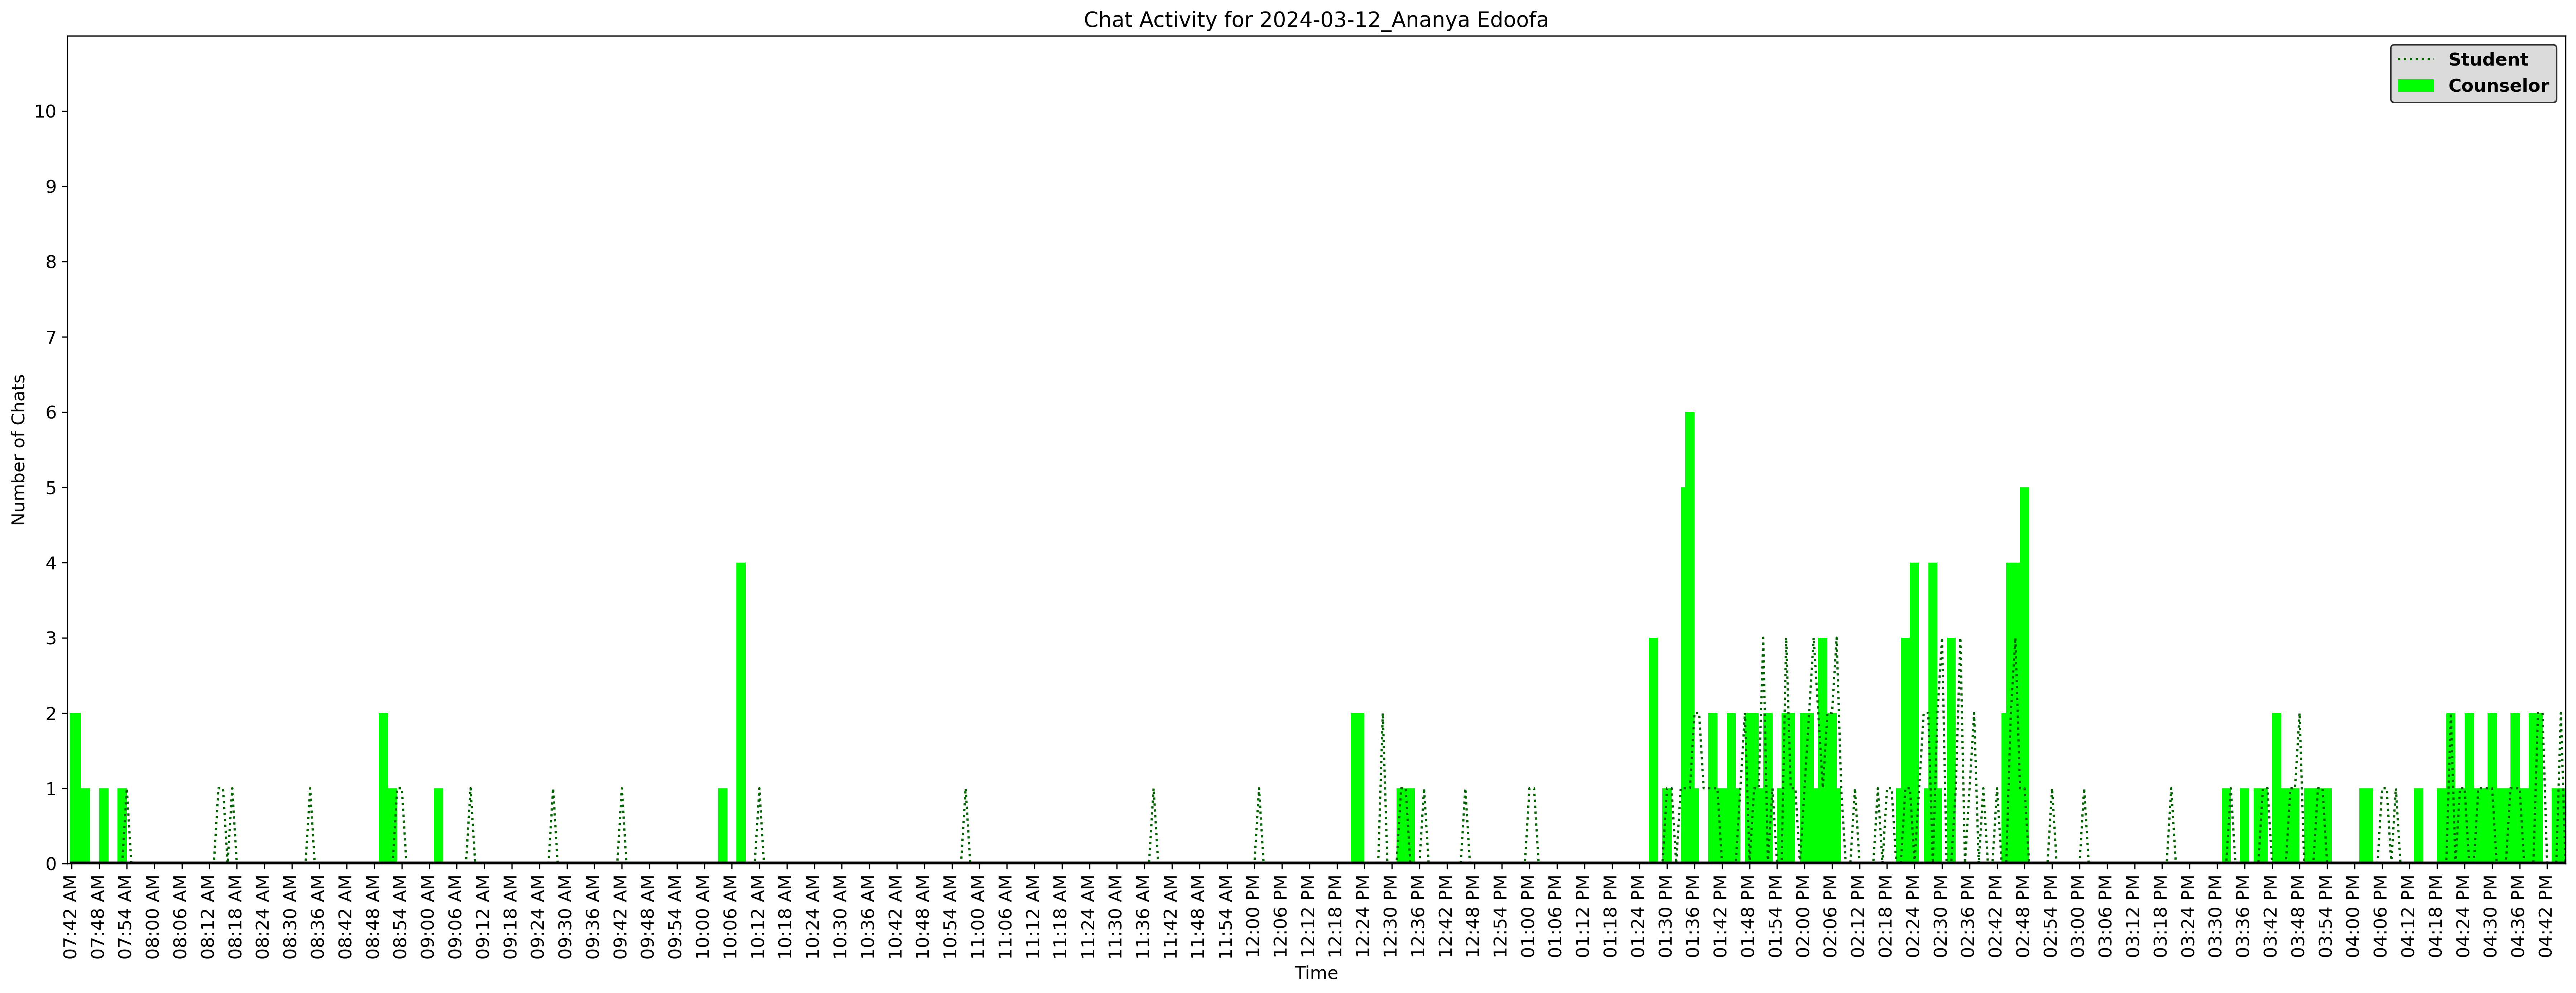 Chat Activity for 2024-03-12_Ananya Edoofa
Student
Counselor
Number of Chats
10
9
8
7
6
5
4
3
2
1
0
07:42 AM
07:48 AM
07:54 AM
08:00 AM
08:06 AM
08:12 AM
08:18 AM
08:24 AM
08:30 AM
08:36 AM
08:42 AM
08:48 AM
08:54 AM
09:00 AM
09:06 AM
09:12 AM
09:18 AM
09:24 AM
09:30 AM
09:36 AM
09:42 AM
09:48 AM
09:54 AM
10:00 AM
10:06 AM
10:12 AM
10:18 AM
10:24 AM
10:30 AM
10:36 AM
10:42 AM
10:48 AM
10:54 AM
11:00 AM
11:06 AM
11:12 AM
11:18 AM
11:24 AM
11:30 AM
11:36 AM
11:42 AM
11:48 AM
11:54 AM
12:00 PM
12:06 PM
12:12 PM
12:18 PM
12:24 PM
12:30 PM
12:36 PM
12:42 PM
12:48 PM
12:54 PM
01:00 PM
01:06 PM
01:12 PM
01:18 PM
01:24 PM
01:30 PM
01:36 PM
01:42 PM
01:48 PM
01:54 PM
02:00 PM
02:06 PM
02:12 PM
02:18 PM
02:24 PM
02:30 PM
02:36 PM
02:42 PM
02:48 PM
02:54 PM
03:00 PM
03:06 PM
03:12 PM
03:18 PM
03:24 PM
03:30 PM
03:36 PM
03:42 PM
03:48 PM
03:54 PM
04:00 PM
04:06 PM
04:12 PM
04:18 PM
04:24 PM
04:30 PM
04:36 PM
04:42 PM
Time